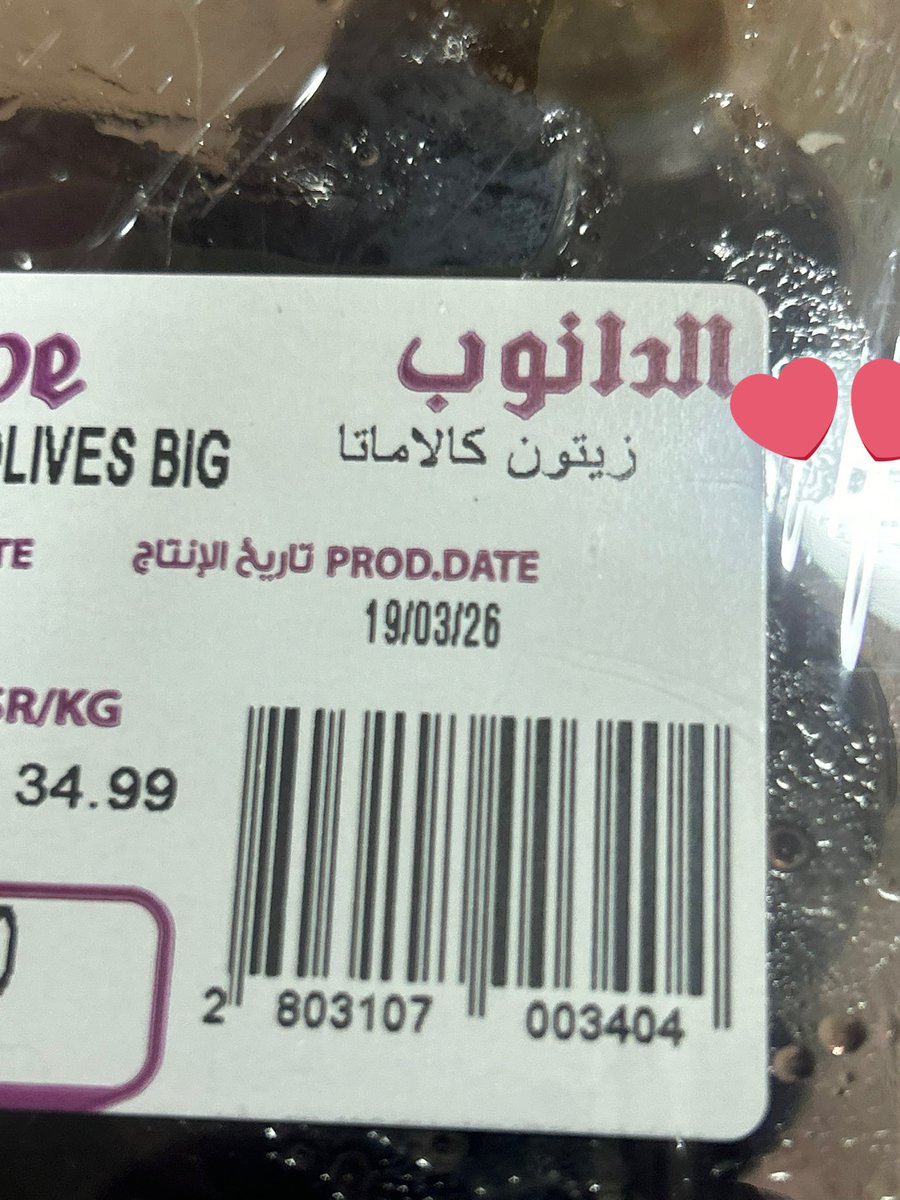 الدانوب
OLIVES BIG زيتون كالاماتا
PROD.DATE تاريخ الإنتاج
19/03/26
SR/KG
34.99
2 803107 003404